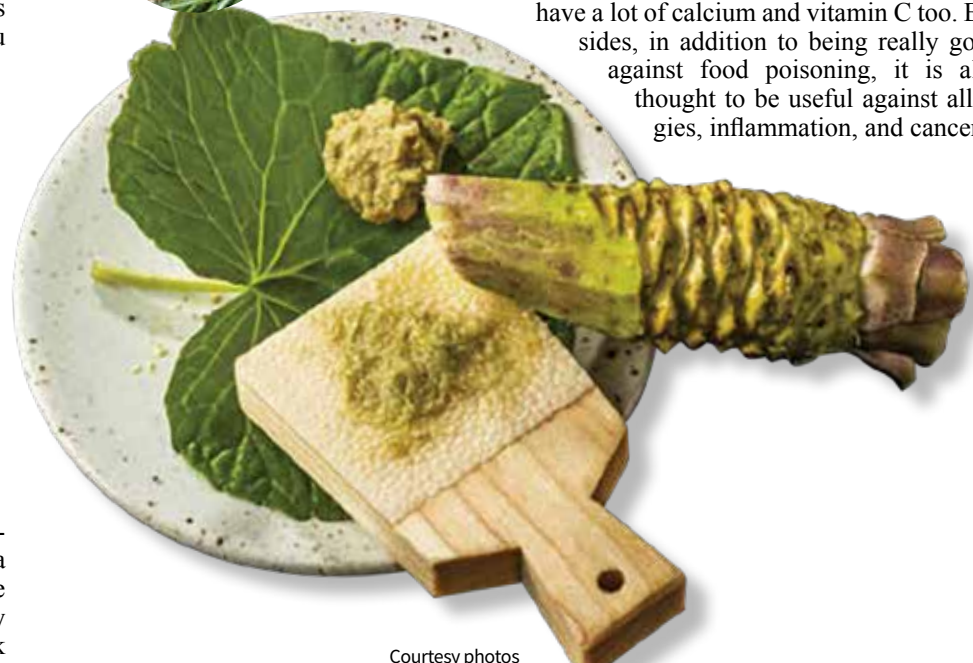 s
u
-
a
e
y
k
have a lot of calcium and vitamin C too.
sides, in addition to being really go
against food poisoning, it is al
thought to be useful against all
gies, inflammation, and cancer
Courtesy photos